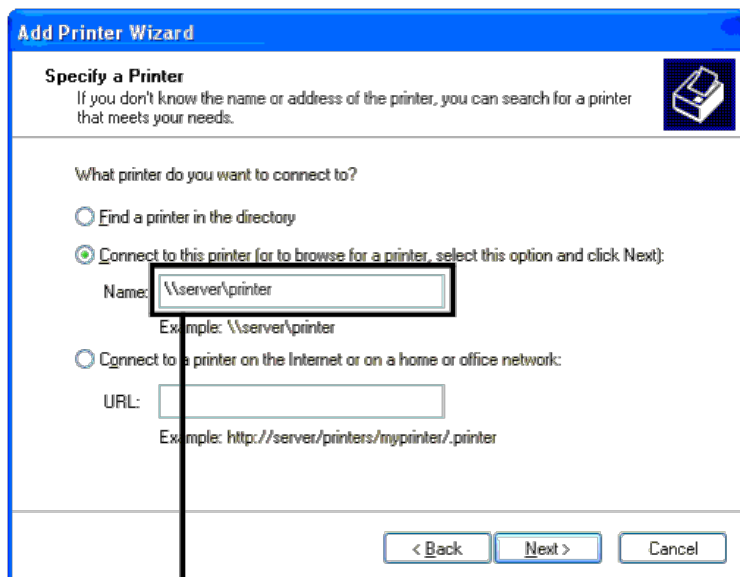 Add Printer Wizard
Specify a Printer
If you don't know the name or address of the printer, you can search for a printer
that meets your needs.
What printer do you want to connect to?
Find a printer in the directory
Connect to this printer (or to browse for a printer, select this option and click Next):
Name: \\server\printer
Example: \\server\printer
Connect to a printer on the Internet or on a home or office network:
URL:
Example: http://server/printers/myprinter/.printer
< Back Next > Cancel